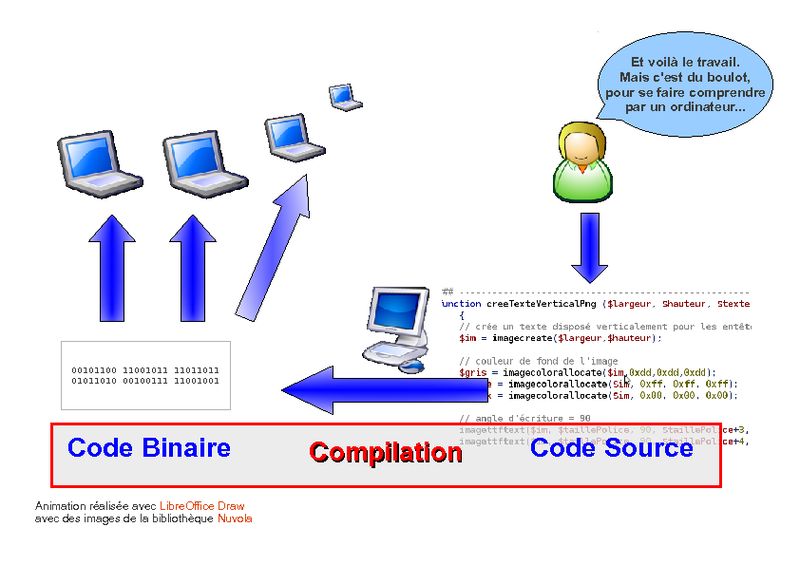 Et voilà le travail.
Mais c'est du boulot,
pour se faire comprendre
par un ordinateur...
## ------------------------------------------------
unction creeTexteVerticalPng ($largeur, $hauteur, $texte
{
// crée un texte disposé verticalement pour les entêt
$im = imagecreate($largeur,$hauteur);
// couleur de fond de l'image
$gris = imagecolorallocate($im,0xdd,0xdd,0xdd);
e = imagecolorallocate($im, 0xff, 0xff, 0xff);
x = imagecolorallocate($im, 0x00, 0x00, 0x00);
// angle d'écriture = 90
imagettftext($im, $taillePolice, 90, $taillePolice+3,
imagettftext($im, $taillePolice, 90, $taillePolice+4,
00101100 11001011 11011011
01011010 00100111 11001001
Code Binaire
Compilation
Code Source
Animation réalisée avec LibreOffice Draw
avec des images de la bibliothèque Nuvola